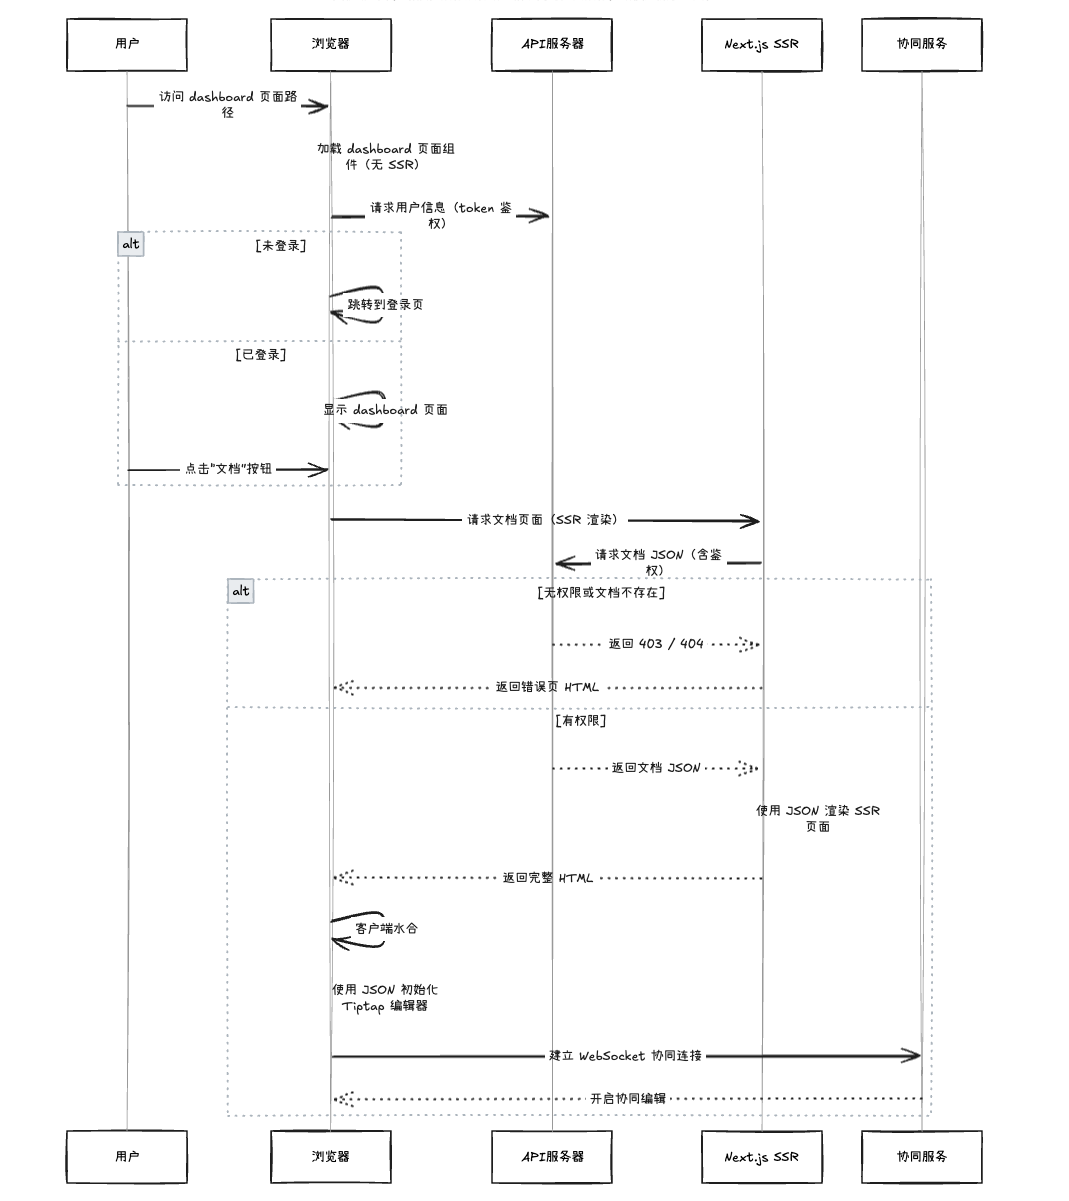 用户
浏览器
API服务器
Next.js SSR
协同服务
访问 dashboard 页面路
径
加载 dashboard 页面组
件（无 SSR）
请求用户信息（token 鉴
权）
alt
[未登录]
跳转到登录页
[已登录]
显示 dashboard 页面
点击"文档"按钮
请求文档页面（SSR 渲染）
请求文档 JSON（含鉴
权）
alt
[无权限或文档不存在]
返回 403 / 404
返回错误页 HTML
[有权限]
返回文档 JSON
使用 JSON 渲染 SSR
页面
返回完整 HTML
客户端水合
使用 JSON 初始化
Tiptap 编辑器
建立 WebSocket 协同连接
开启协同编辑
用户
浏览器
API服务器
Next.js SSR
协同服务